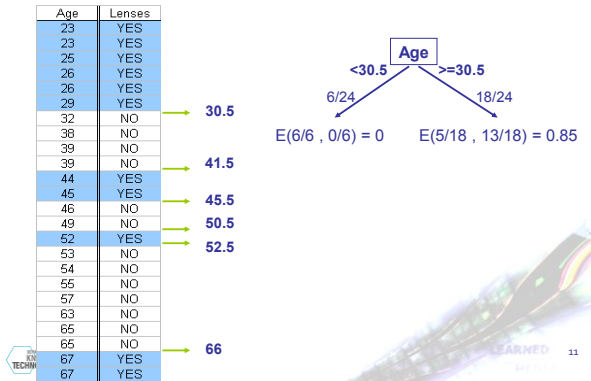 Age Lenses
23 YES
23 YES
25 YES
26 YES
26 YES
29 YES
32 NO
38 NO
39 NO
39 NO
44 YES
45 YES
46 NO
49 NO
52 YES
53 NO
54 NO
55 NO
57 NO
63 NO
65 NO
65 NO
67 YES
67 YES
30.5
41.5
45.5
50.5
52.5
66
Age
<30.5 >=30.5
6/24 18/24
E(6/6 , 0/6) = 0 E(5/18 , 13/18) = 0.85
KN
TECHN
LEARNED
11